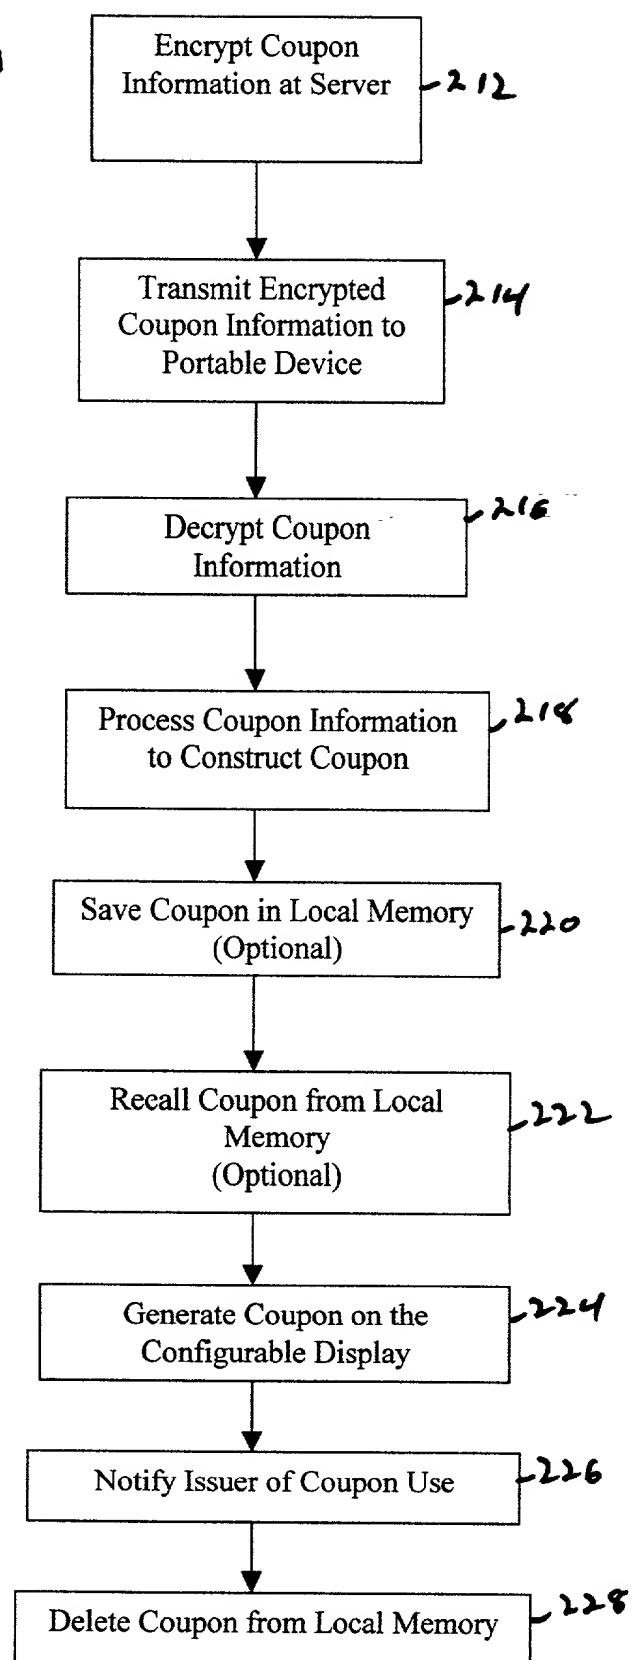 Encrypt Coupon
Information at Server
212
Transmit Encrypted
Coupon Information to
Portable Device
214
Decrypt Coupon
Information
216
Process Coupon Information
to Construct Coupon
218
Save Coupon in Local Memory
(Optional)
220
Recall Coupon from Local
Memory
(Optional)
222
Generate Coupon on the
Configurable Display
224
Notify Issuer of Coupon Use
226
Delete Coupon from Local Memory
228